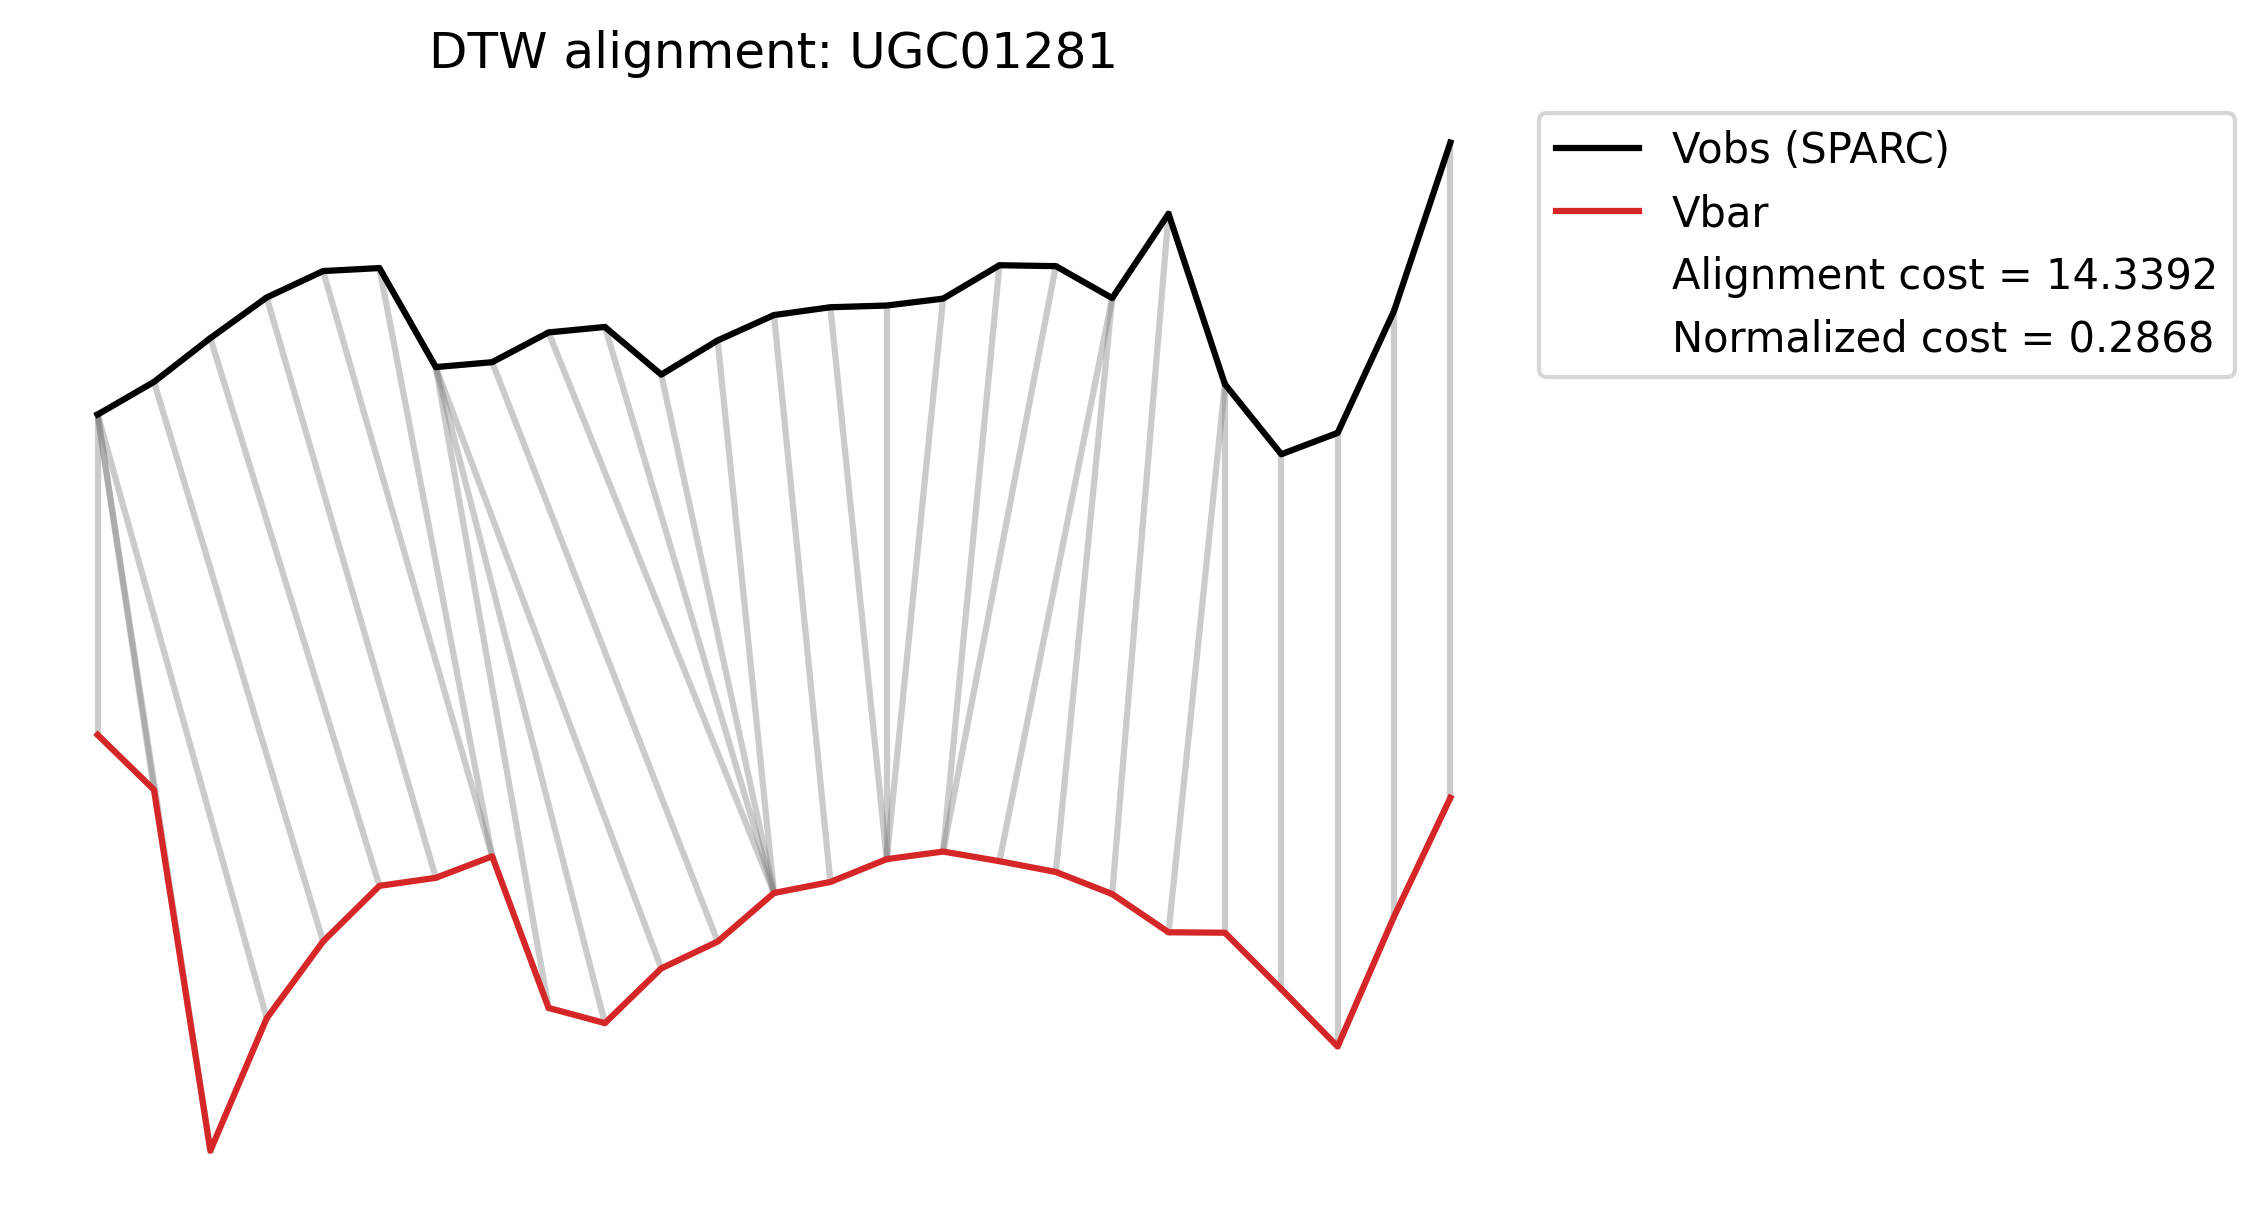 DTW alignment: UGC01281
Vobs (SPARC)
Vbar
Alignment cost = 14.3392
Normalized cost = 0.2868